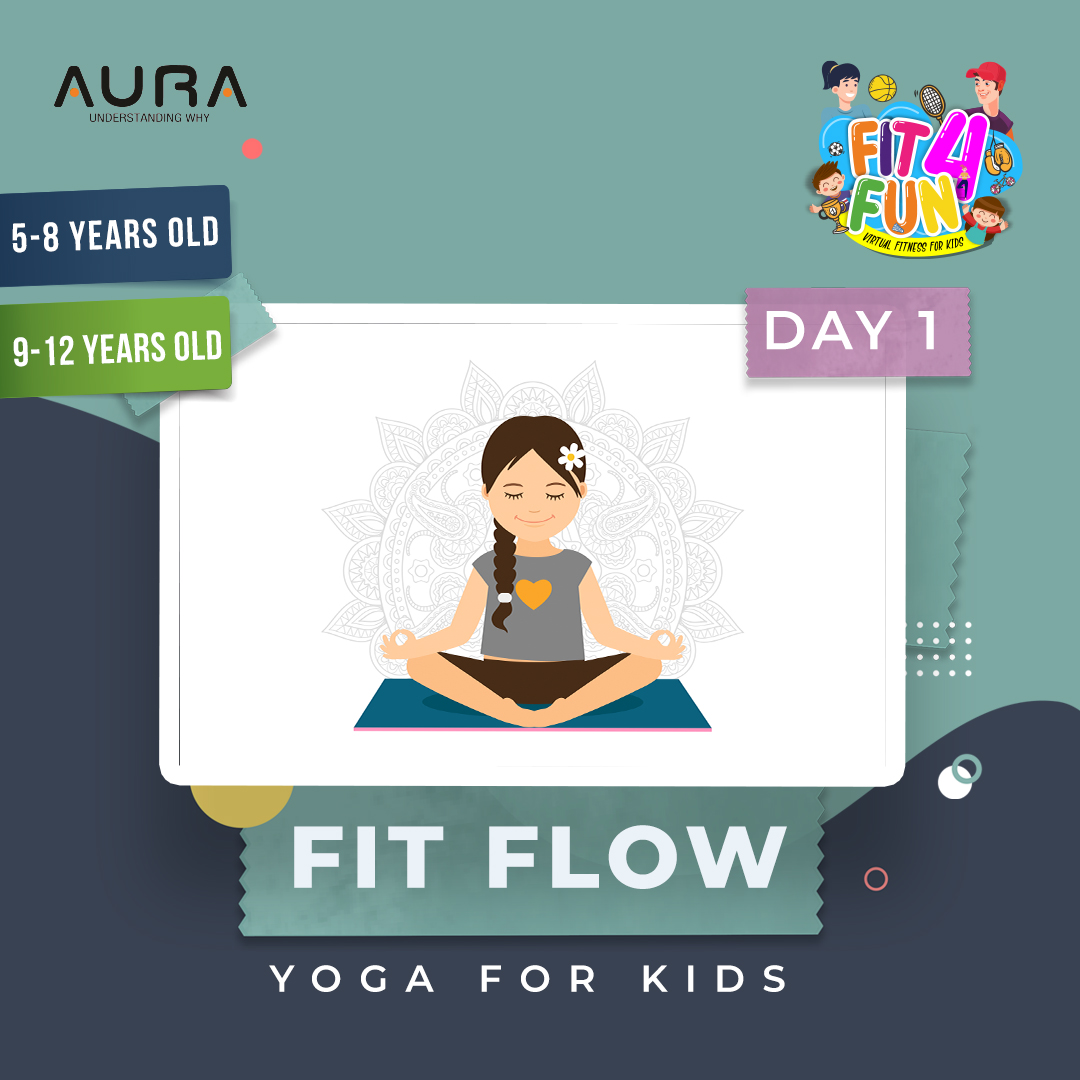 AURA
UNDERSTANDING WHY
FIT 4
FUN
VIRTUAL FITNESS FOR KIDS
5-8 YEARS OLD
9-12 YEARS OLD
DAY 1
FIT FLOW
YOGA FOR KIDS